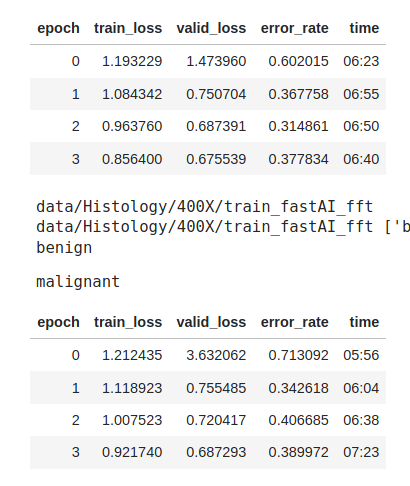 epoch train_loss valid_loss error_rate time
0 1.193229 1.473960 0.602015 06:23
1 1.084342 0.750704 0.367758 06:55
2 0.963760 0.687391 0.314861 06:50
3 0.856400 0.675539 0.377834 06:40
data/Histology/400X/train_fastAI_fft
data/Histology/400X/train_fastAI_fft ['b
benign
malignant
epoch train_loss valid_loss error_rate time
0 1.212435 3.632062 0.713092 05:56
1 1.118923 0.755485 0.342618 06:04
2 1.007523 0.720417 0.406685 06:38
3 0.921740 0.687293 0.389972 07:23